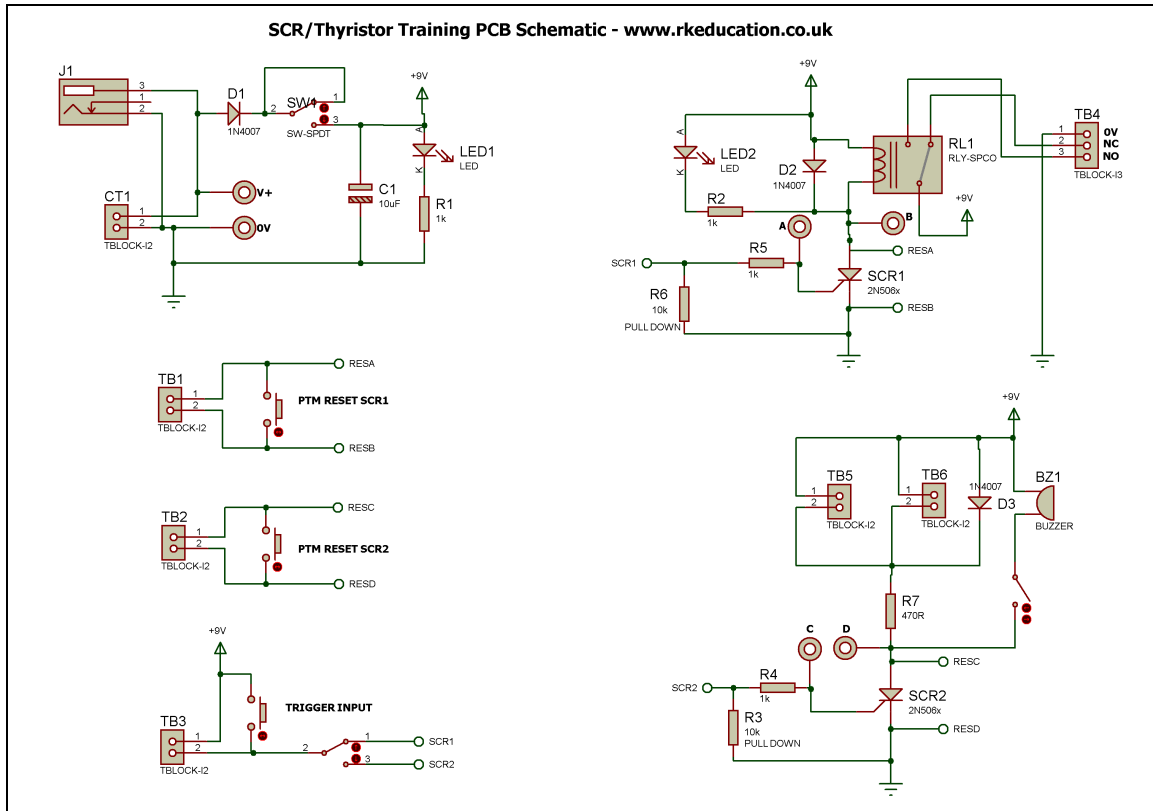 SCR/Thyristor Training PCB Schematic - www.rkeducation.co.uk
J1
3
1
2
D1
1N4007
2
SW1
1
3
SW-SPDT
+9V
A
K
LED1
LED
C1
10uF
R1
1k
V+
0V
CT1
1
2
TBLOCK-I2
+9V
A
K
LED2
LED
D2
1N4007
R2
1k
RL1
RLY-SPCO
+9V
TB4
1
2
3
0V
NC
NO
TBLOCK-I3
A
B
SCR1
R5
1k
R6
10k
PULL DOWN
RESA
SCR1
2N506x
RESB
TB1
1
2
TBLOCK-I2
RESA
PTM RESET SCR1
RESB
TB2
1
2
TBLOCK-I2
RESC
PTM RESET SCR2
RESD
+9V
TB3
1
2
TBLOCK-I2
TRIGGER INPUT
2
1
3
SCR1
SCR2
+9V
TB5
1
2
TBLOCK-I2
TB6
1
2
TBLOCK-I2
1N4007
D3
BZ1
BUZZER
R7
470R
C
D
SCR2
R4
1k
R3
10k
PULL DOWN
RESC
SCR2
2N506x
RESD